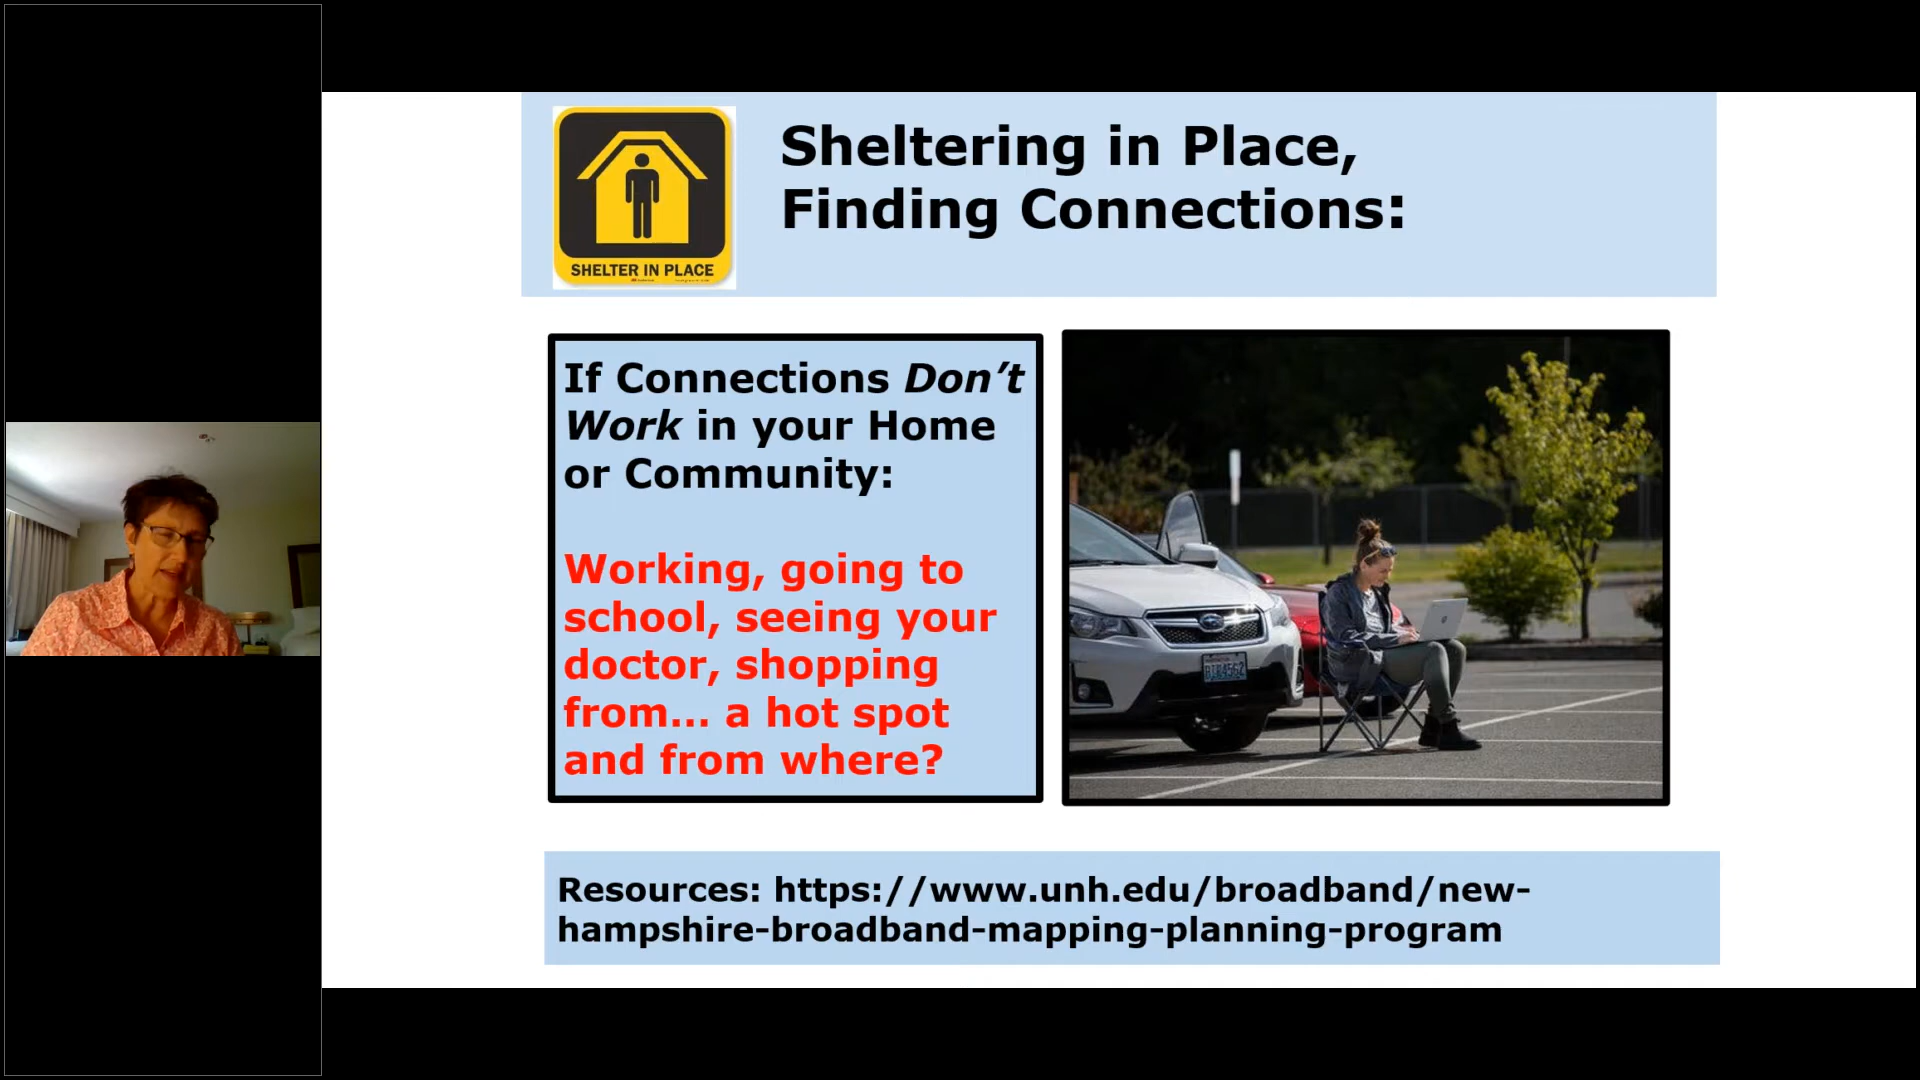 SHELTER IN PLACE
Sheltering in Place,
Finding Connections:
If Connections Don’t
Work in your Home
or Community:
Working, going to
school, seeing your
doctor, shopping
from... a hot spot
and from where?
Resources: https://www.unh.edu/broadband/new-
hampshire-broadband-mapping-planning-program